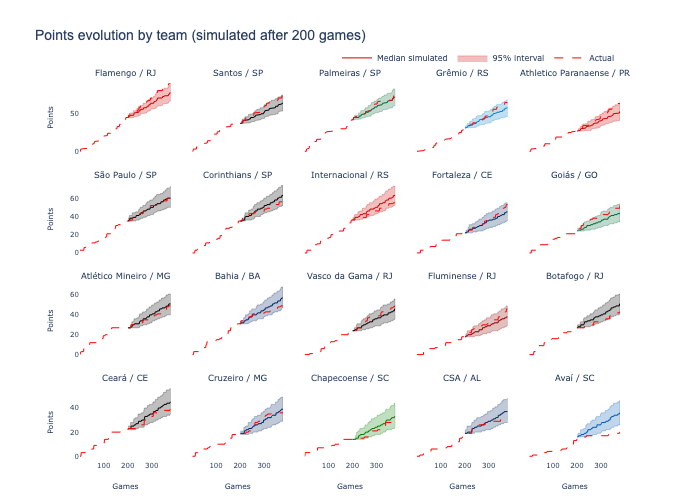 Points evolution by team (simulated after 200 games)
Median simulated 95% interval Actual
Flamengo / RJ Santos / SP Palmeiras / SP Grêmio / RS Athletico Paranaense / PR
Points
50
0
São Paulo / SP Corinthians / SP Internacional / RS Fortaleza / CE Goiás / GO
Points
60
40
20
0
Atlético Mineiro / MG Bahia / BA Vasco da Gama / RJ Fluminense / RJ Botafogo / RJ
Points
60
40
20
0
Ceará / CE Cruzeiro / MG Chapecoense / SC CSA / AL Avaí / SC
Points
40
20
0
100 200 300 100 200 300 100 200 300 100 200 300 100 200 300
Games Games Games Games Games